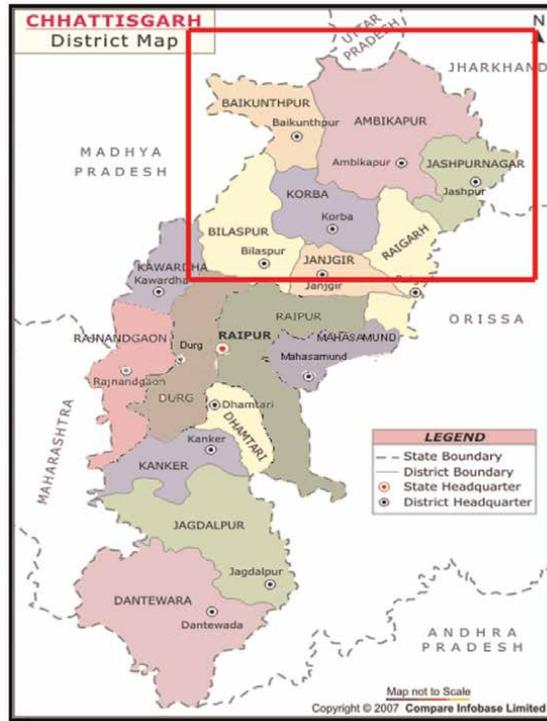 CHHATTISGARH
District Map
N
UTTAR
PRADESH
JHARKHAND
BAIKUNTHPUR
Baikunthpur
AMBIKAPUR
Ambikapur
MADHYA
PRADESH
JASHPURNAGAR
Jashpur
KORBA
Korba
BILASPUR
Bilaspur
RAIGARH
JANJGIR
Janjgir
KAWARDHA
Kawardha
RAIPUR
ORISSA
RAJNANDGAON
Rajnandgaon
Durg
RAIPUR
MAHASAMUND
Mahasamund
DURG
Dhamtari
DHAMTARI
MAHARASHTRA
Kanker
KANKER
LEGEND
State Boundary
District Boundary
State Headquarter
District Headquarter
JAGDALPUR
Jagdalpur
DANTEWARA
Dantewada
ANDHRA
PRADESH
Map not to Scale
Copyright © 2007 Compare Infobase Limited